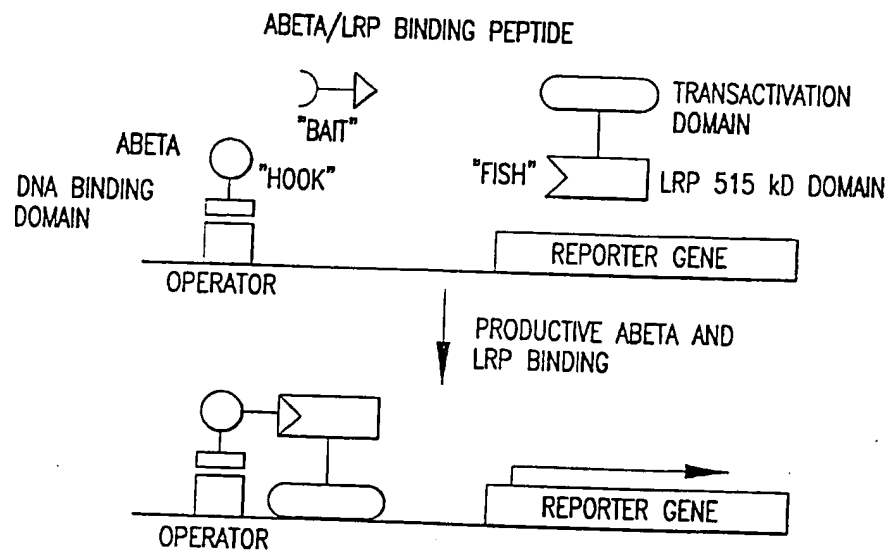 ABETA/LRP BINDING PEPTIDE
"BAIT"
TRANSACTIVATION
DOMAIN
ABETA
"HOOK"
"FISH"
LRP 515 kD DOMAIN
DNA BINDING
DOMAIN
REPORTER GENE
OPERATOR
PRODUCTIVE ABETA AND
LRP BINDING
REPORTER GENE
OPERATOR